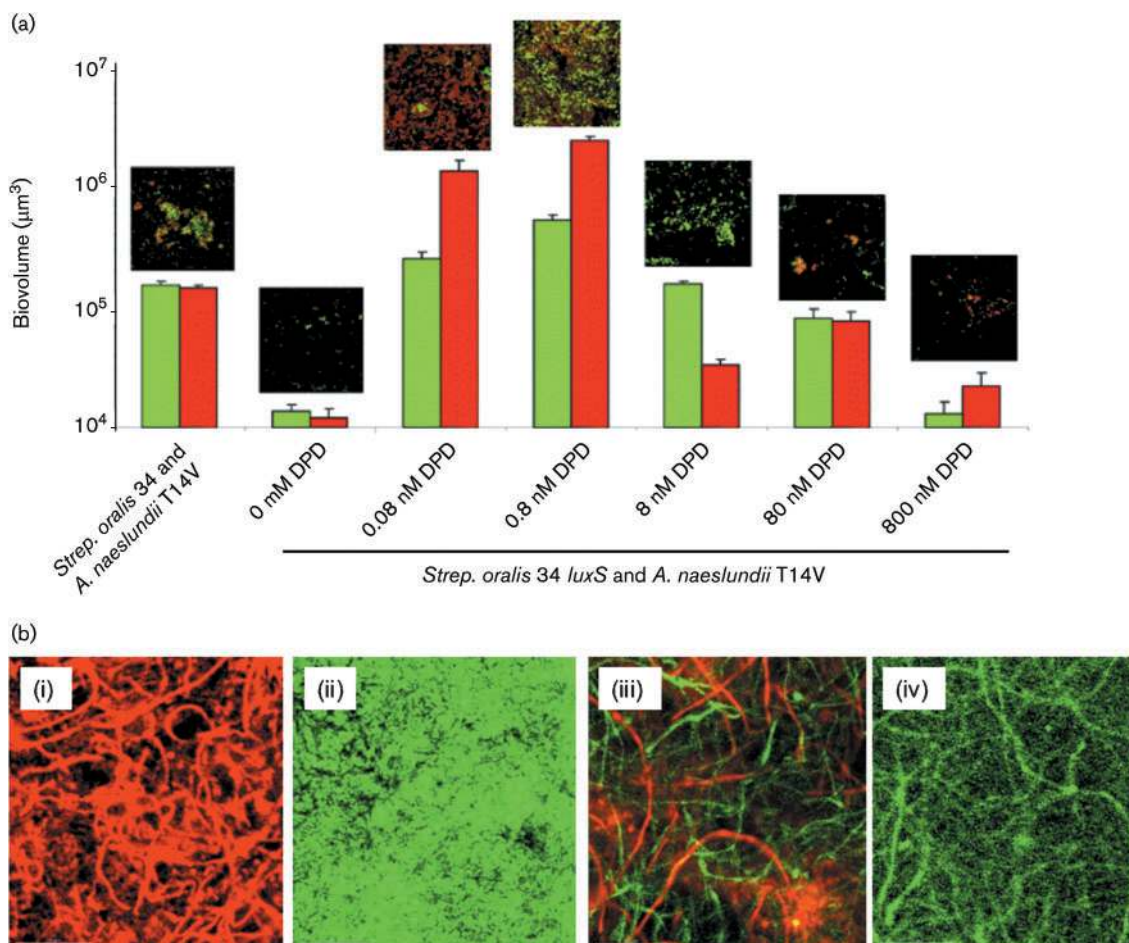 (a)
10⁷
10⁶
10⁵
10⁴
Biovolume (µm³)
Strep. oralis 34 and
A. naeslundii T14V
0 mM DPD
0.08 nM DPD
0.8 nM DPD
8 nM DPD
80 nM DPD
800 nM DPD
Strep. oralis 34 luxS and A. naeslundii T14V
(b)
(i)
(ii)
(iii)
(iv)